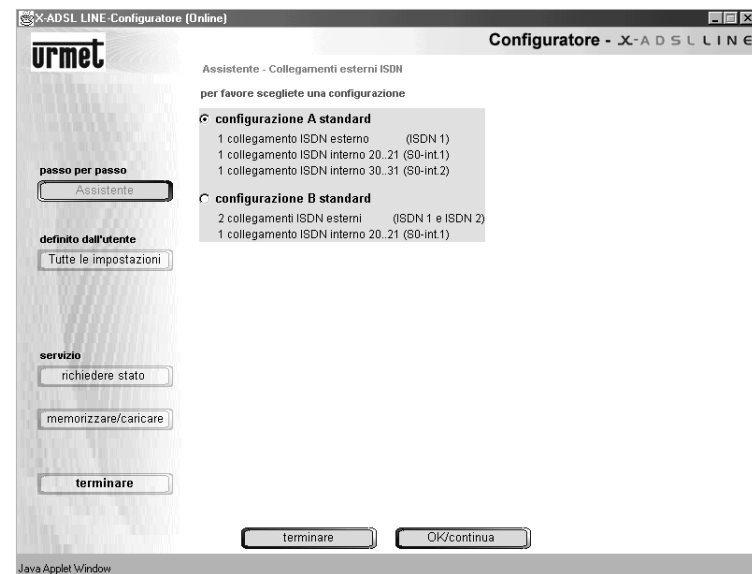 X-ADSL LINE-Configuratore (Online)
urmet
Configuratore - X-ADSL LINE
Assistente - Collegamenti esterni ISDN
per favore scegliete una configurazione
configurazione A standard
1 collegamento ISDN esterno (ISDN 1)
1 collegamento ISDN interno 20..21 (S0-int.1)
1 collegamento ISDN interno 30..31 (S0-int.2)
configurazione B standard
2 collegamenti ISDN esterni (ISDN 1 e ISDN 2)
1 collegamento ISDN interno 20..21 (S0-int.1)
passo per passo
Assistente
definito dall'utente
Tutte le impostazioni
servizio
richiedere stato
memorizzare/caricare
terminare
terminare
OK/continua
Java Applet Window